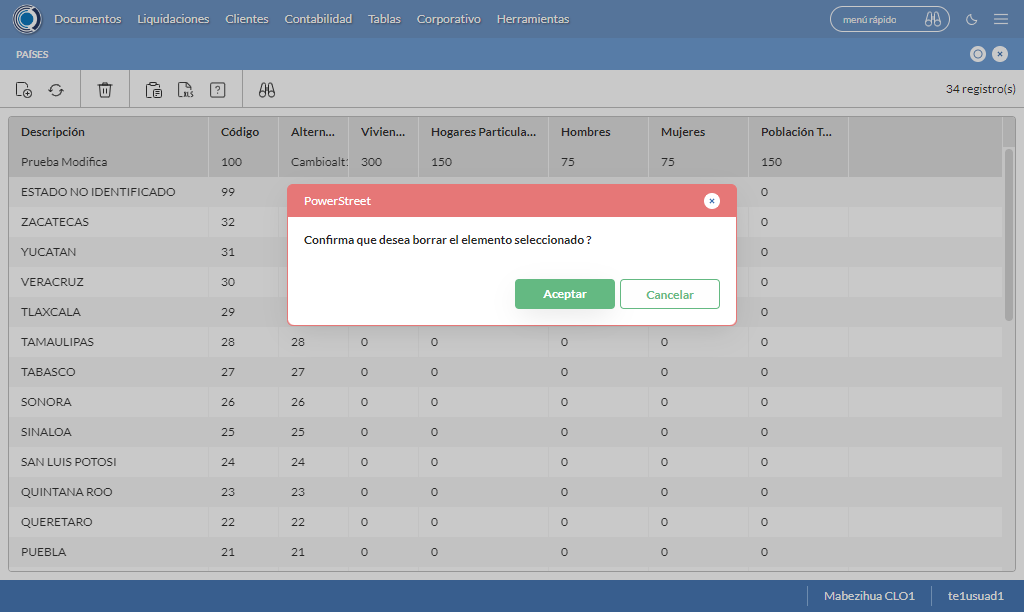 Documentos Liquidaciones Clientes Contabilidad Tablas Corporativo Herramientas menú rápido
PAÍSES
XLS ? 34 registro(s)
Descripción Código Altern... Vivien... Hogares Particula... Hombres Mujeres Población T...
Prueba Modifica 100 Cambioalt1 300 150 75 75 150
ESTADO NO IDENTIFICADO 99 0
ZACATECAS 32 0
YUCATAN 31 0
VERACRUZ 30 0
TLAXCALA 29 0
PowerStreet
Confirma que desea borrar el elemento seleccionado ?
Aceptar Cancelar
TAMAULIPAS 28 28 0 0 0 0 0
TABASCO 27 27 0 0 0 0 0
SONORA 26 26 0 0 0 0 0
SINALOA 25 25 0 0 0 0 0
SAN LUIS POTOSI 24 24 0 0 0 0 0
QUINTANA ROO 23 23 0 0 0 0 0
QUERETARO 22 22 0 0 0 0 0
PUEBLA 21 21 0 0 0 0 0
Mabezihua CLO1 te1usuad1